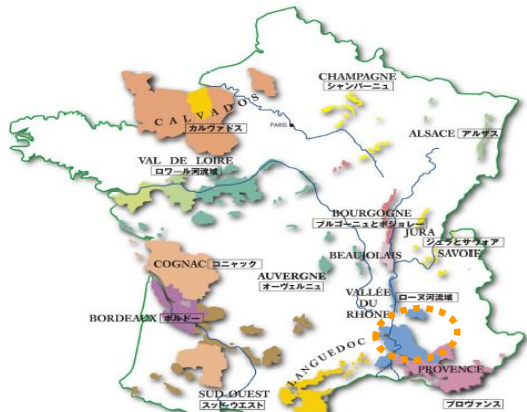 CHAMPAGNE
シャンパーニュ
CALVADOS
カルヴァドス
PARIS
ALSACE アルザス
VAL DE LOIRE
ロワール河流域
BOURGOGNE
ブルゴーニュとボジョレー
JURA
ジュラとサヴォア
BEAUJOLAIS
SAVOIE
COGNAC コニャック
AUVERGNE
オーヴェルニュ
VALLÉE
DU
RHÔNE
ローヌ河流域
BORDEAUX ボルドー
LANGUEDOC
PROVENCE
プロヴァンス
SUD OUEST
スッド・ウエスト